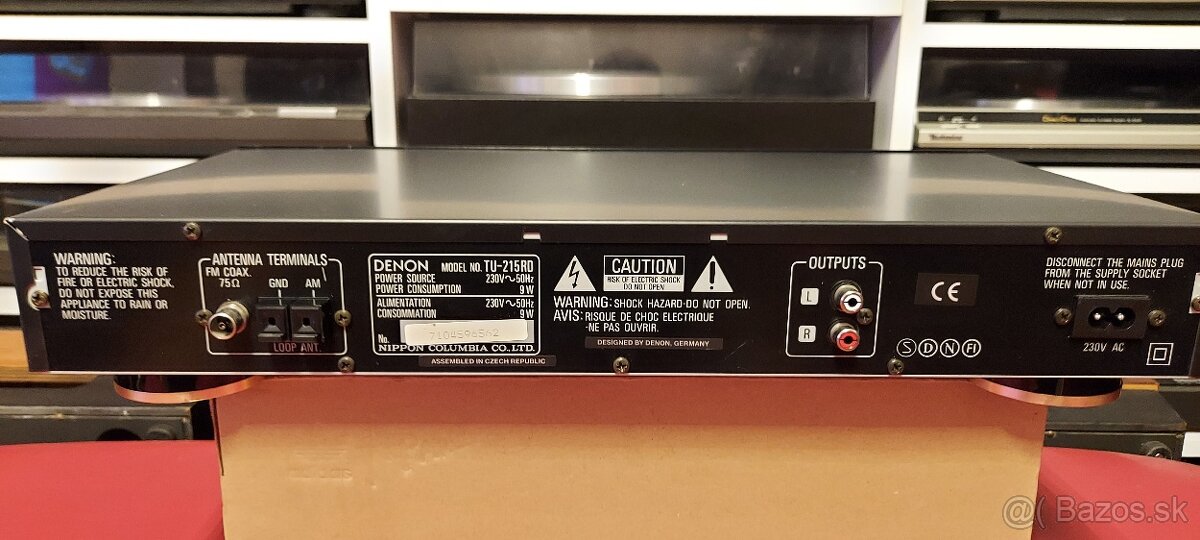 WARNING:
TO REDUCE THE RISK OF
FIRE OR ELECTRIC SHOCK,
DO NOT EXPOSE THIS
APPLIANCE TO RAIN OR
MOISTURE.
ANTENNA TERMINALS
FM COAX.
75Ω
GND AM
LOOP ANT.
DENON MODEL NO. TU-215RD
POWER SOURCE 230V~50Hz
POWER CONSUMPTION 9W
ALIMENTATION 230V~50Hz
CONSOMMATION 9W
No. 7104596562
NIPPON COLUMBIA CO.LTD.
ASSEMBLED IN CZECH REPUBLIC
CAUTION
RISK OF ELECTRIC SHOCK
DO NOT OPEN
WARNING: SHOCK HAZARD-DO NOT OPEN.
AVIS: RISQUE DE CHOC ELECTRIQUE
-NE PAS OUVRIR.
DESIGNED BY DENON, GERMANY
OUTPUTS
L
R
CE
S D N FI
DISCONNECT THE MAINS PLUG
FROM THE SUPPLY SOCKET
WHEN NOT IN USE.
230V AC
Technics
@( Bazos.sk